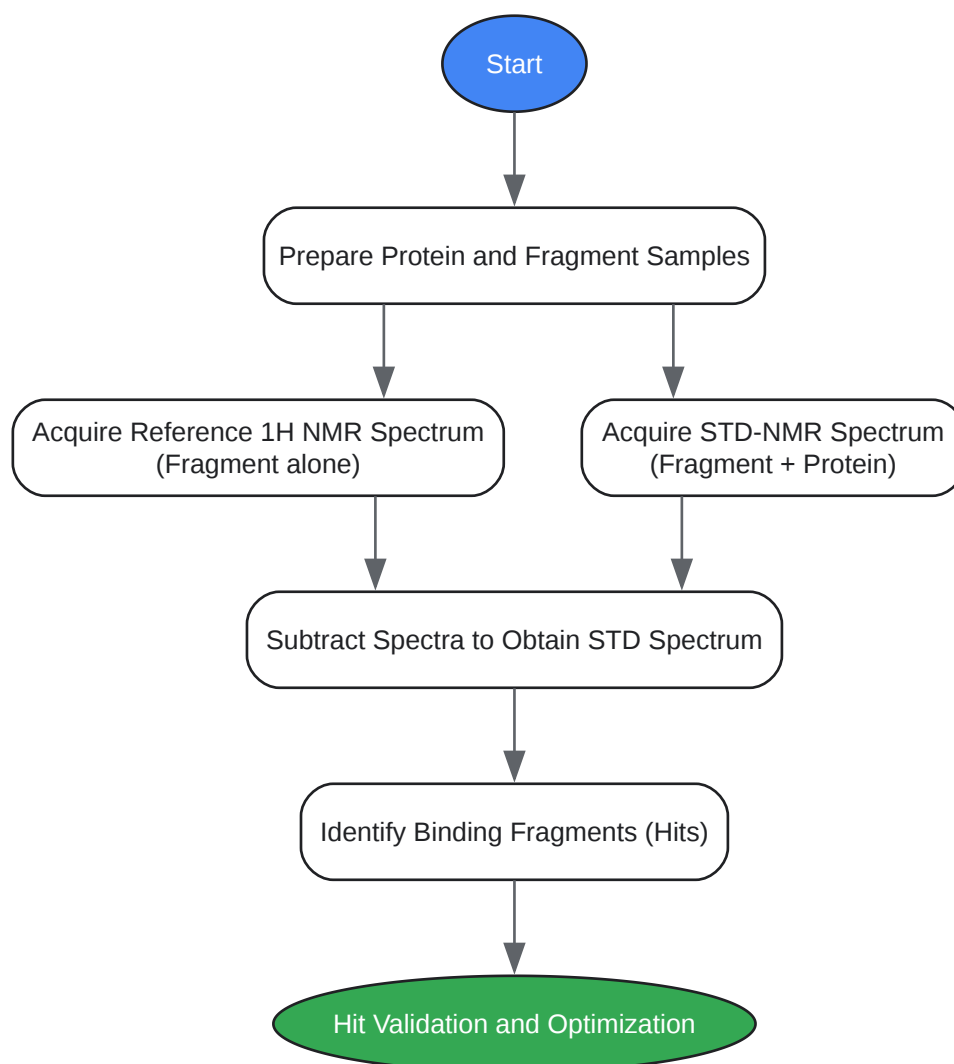 Start
Prepare Protein and Fragment Samples
Acquire Reference 1H NMR Spectrum
(Fragment alone)
Acquire STD-NMR Spectrum
(Fragment + Protein)
Subtract Spectra to Obtain STD Spectrum
Identify Binding Fragments (Hits)
Hit Validation and Optimization